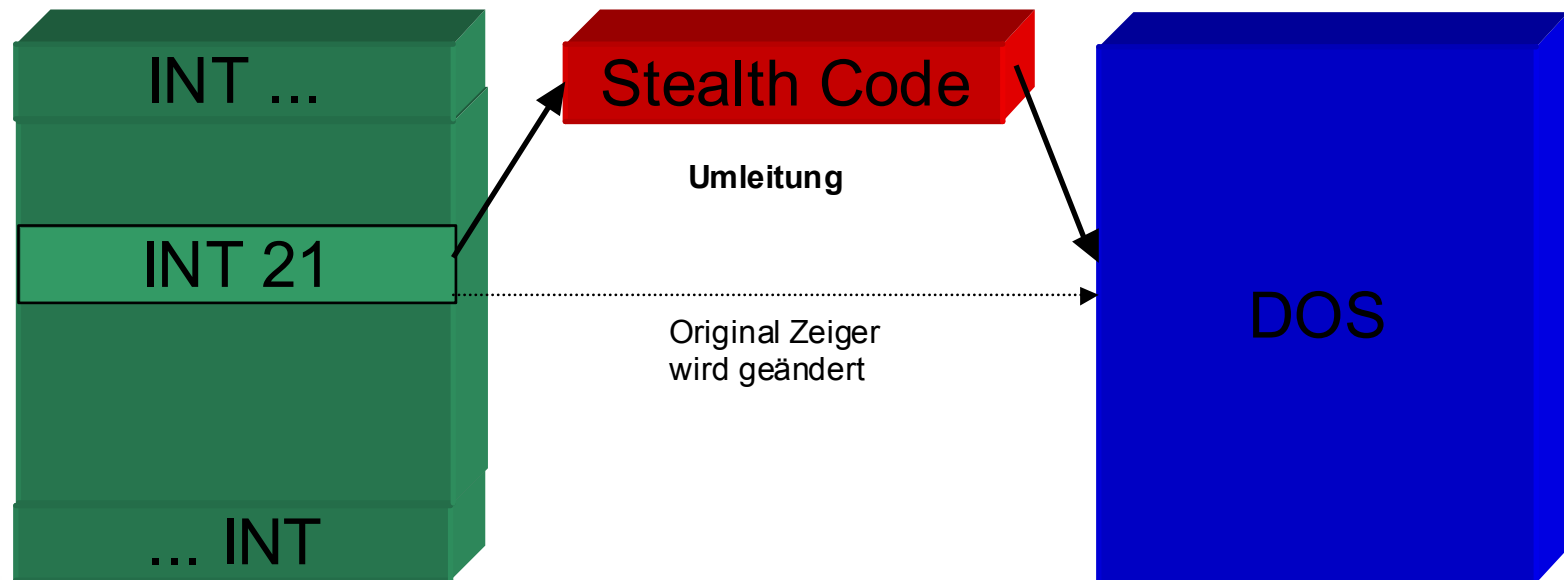 INT ...
Stealth Code
Umleitung
INT 21
Original Zeiger
wird geändert
DOS
... INT